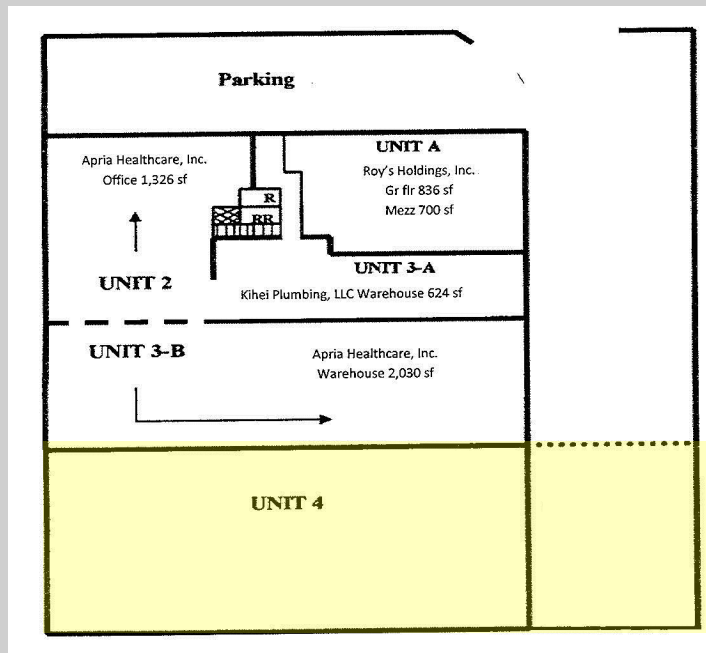 Parking
Apria Healthcare, Inc.
Office 1,326 sf
UNIT A
Roy's Holdings, Inc.
Gr flr 836 sf
Mezz 700 sf
R
RR
UNIT 2
UNIT 3-A
Kihei Plumbing, LLC Warehouse 624 sf
UNIT 3-B
Apria Healthcare, Inc.
Warehouse 2,030 sf
UNIT 4